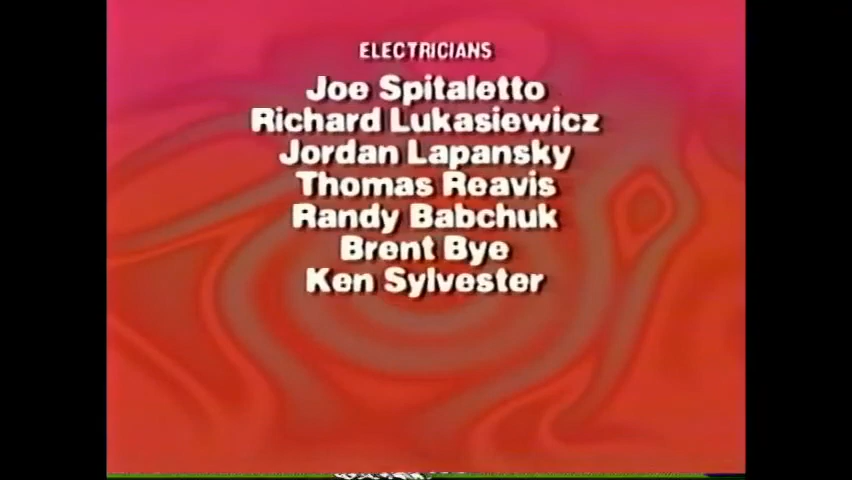 ELECTRICIANS
Joe Spitaletto
Richard Lukasiewicz
Jordan Lapansky
Thomas Reavis
Randy Babchuk
Brent Bye
Ken Sylvester